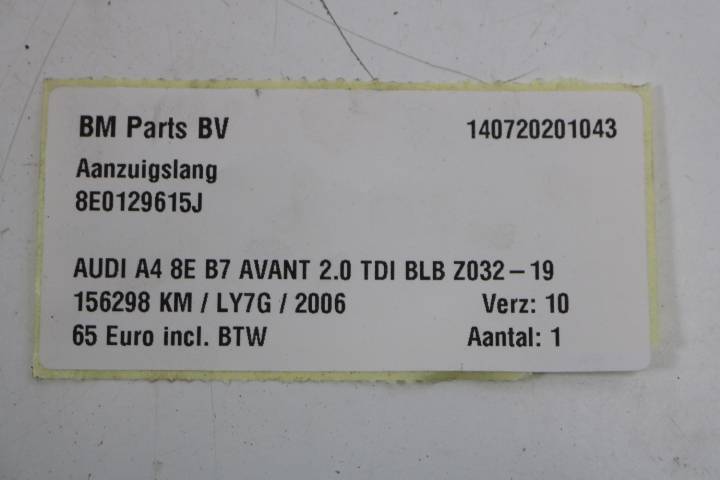 BM Parts BV 140720201043
Aanzuigslang
8E0129615J
AUDI A4 8E B7 AVANT 2.0 TDI BLB Z032-19
156298 KM / LY7G / 2006 Verz: 10
65 Euro incl. BTW Aantal: 1